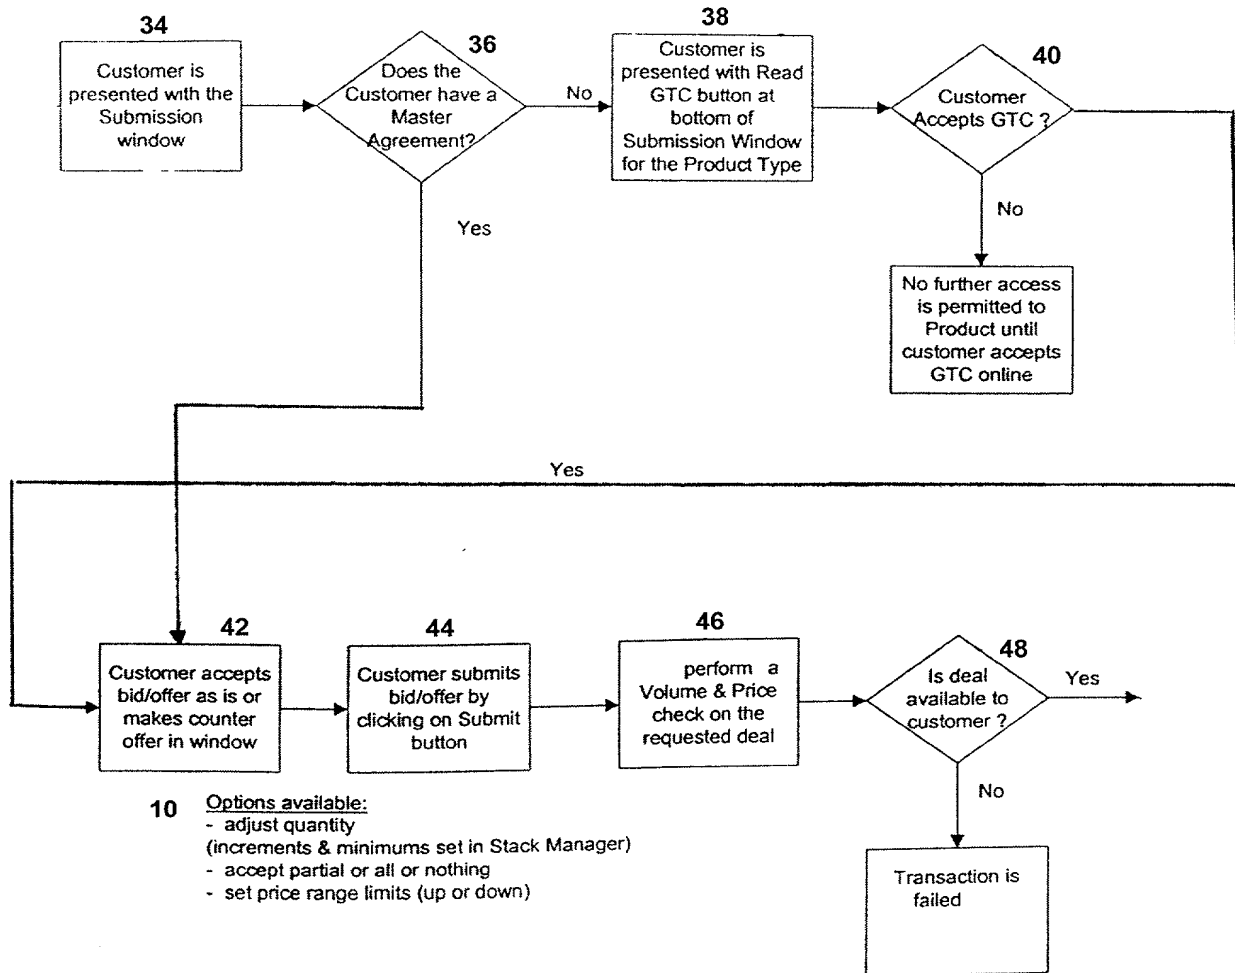 34
Customer is
presented with the
Submission
window
36
Does the
Customer have a
Master
Agreement?
No
Yes
38
Customer is
presented with Read
GTC button at
bottom of
Submission Window
for the Product Type
40
Customer
Accepts GTC ?
No
No further access
is permitted to
Product until
customer accepts
GTC online
Yes
42
Customer accepts
bid/offer as is or
makes counter
offer in window
44
Customer submits
bid/offer by
clicking on Submit
button
46
perform a
Volume & Price
check on the
requested deal
48
Is deal
available to
customer ?
Yes
No
Transaction is
failed
10
Options available:
- adjust quantity
(increments & minimums set in Stack Manager)
- accept partial or all or nothing
- set price range limits (up or down)